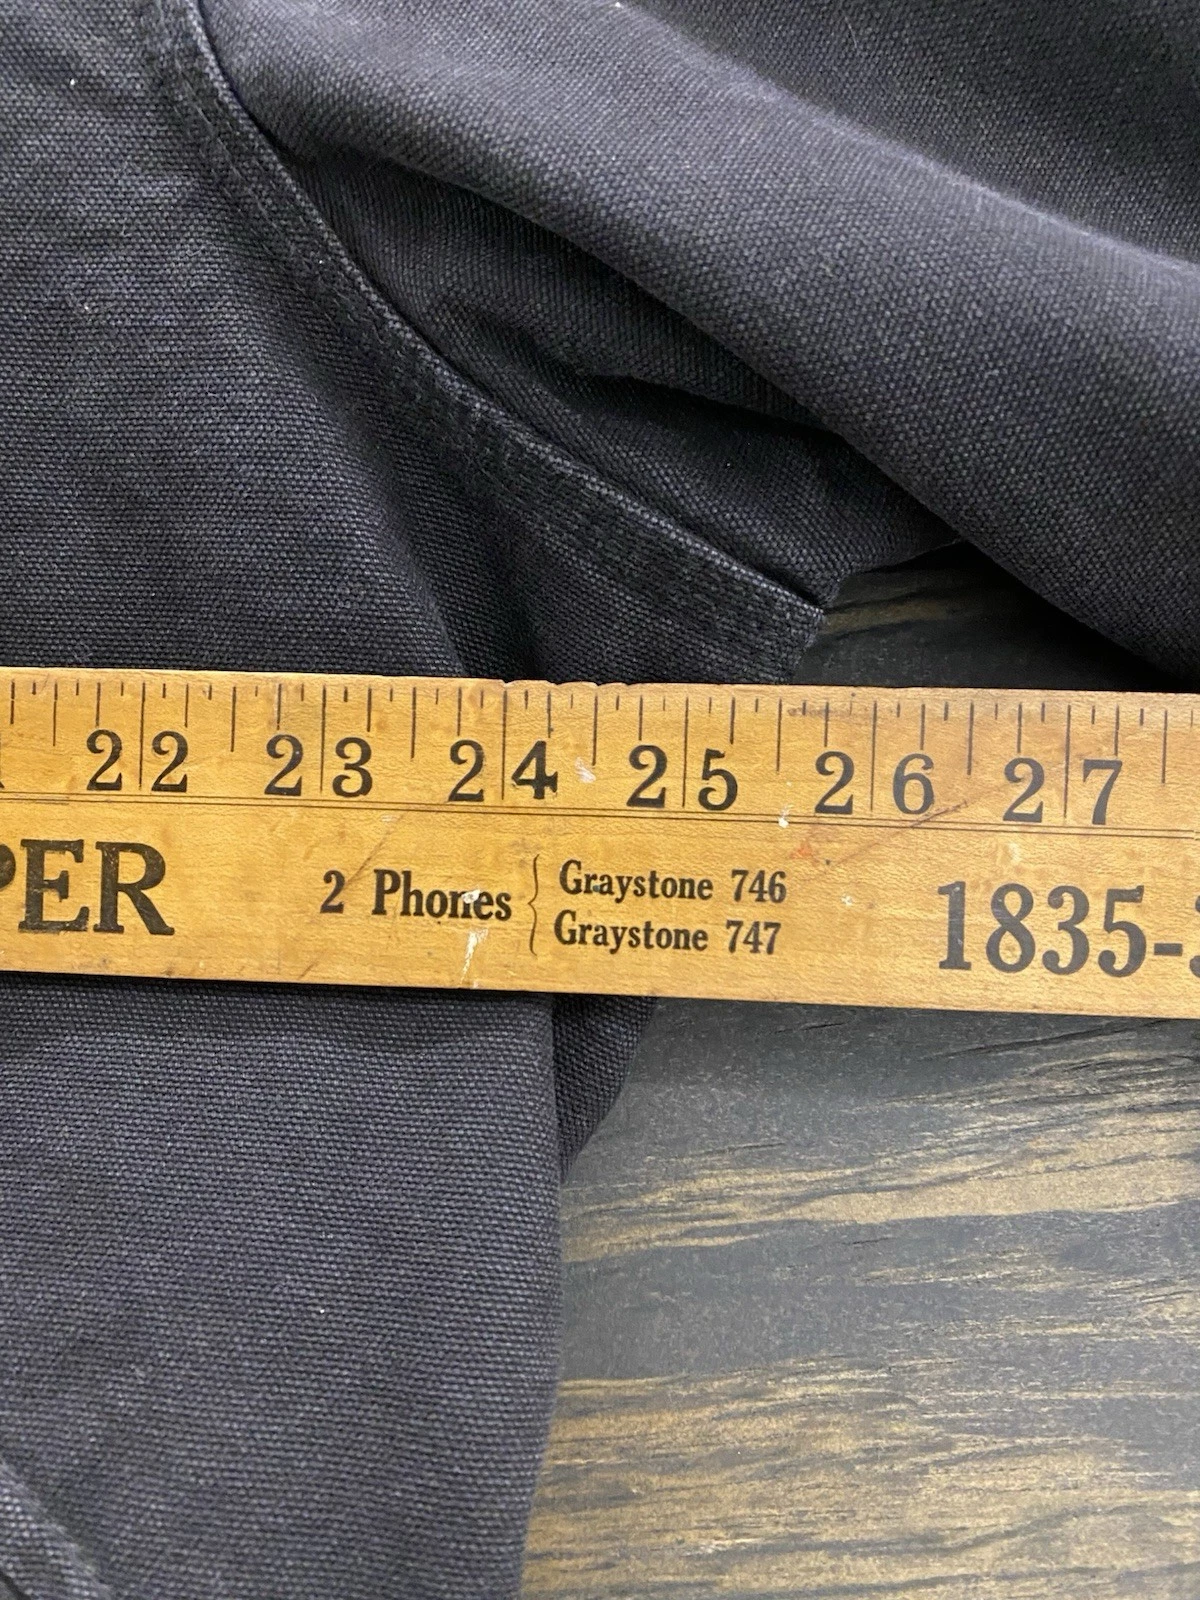 22 23 24 25 26 27
PER 2 Phones { Graystone 746 1835-
Graystone 747